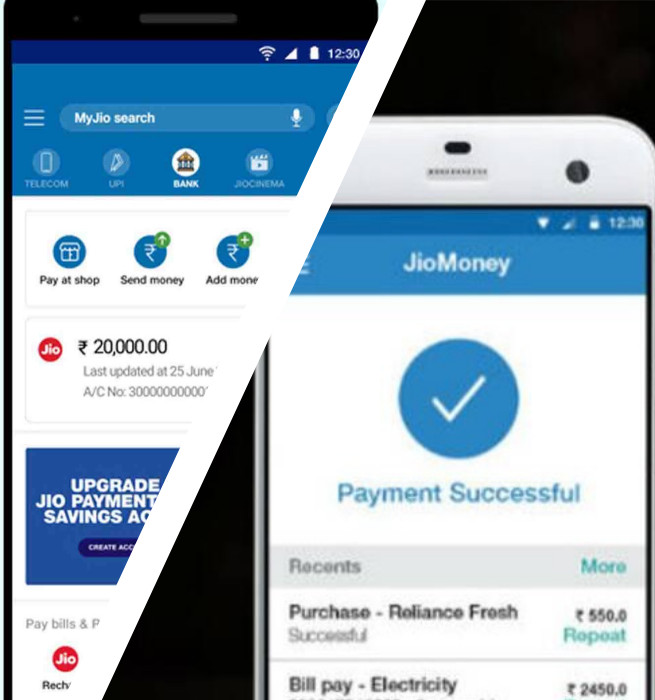 12:30
MyJio search
TELECOM
UPI
BANK
JIOCINEMA
Pay at shop
Send money
Add mone
Jio
₹ 20,000.00
Last updated at 25 June
A/C No: 30000000000
UPGRADE
JIO PAYMENT
SAVINGS AC
CREATE ACC
Pay bills & P
Jio
Rech
12:30
JioMoney
Payment Successful
Recents
More
Purchase - Reliance Fresh
₹ 550.0
Successful
Repeat
Bill pay - Electricity
₹ 2450.0